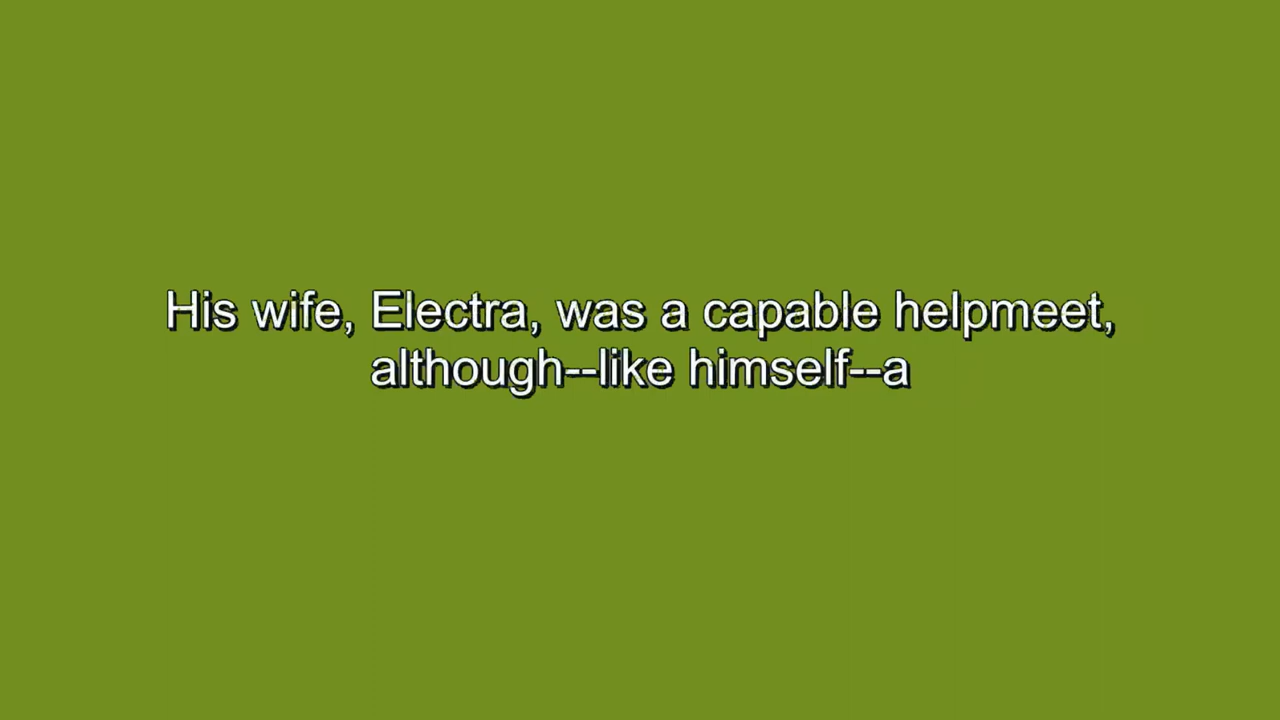 His wife, Electra, was a capable helpmeet,
although--like himself--a